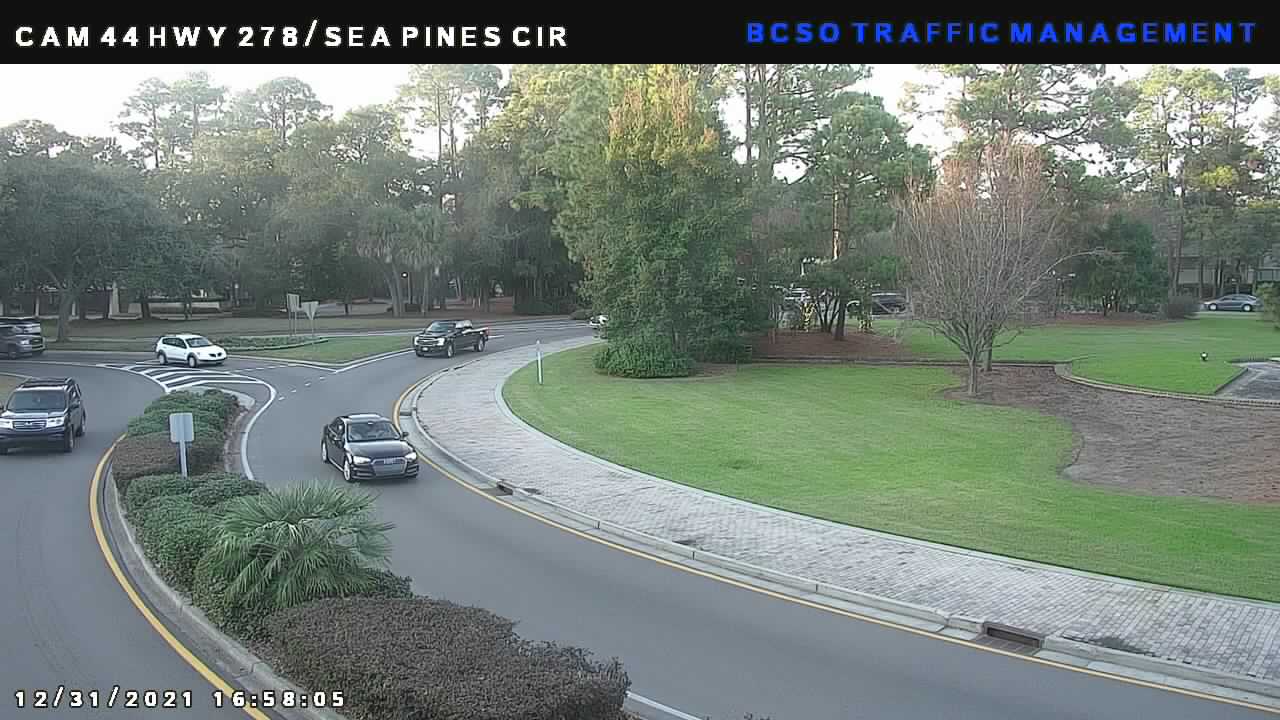 CAM 44 HWY 278/SEA PINES CIR
BCSO TRAFFIC MANAGEMENT
12/31/2021 16:58:05